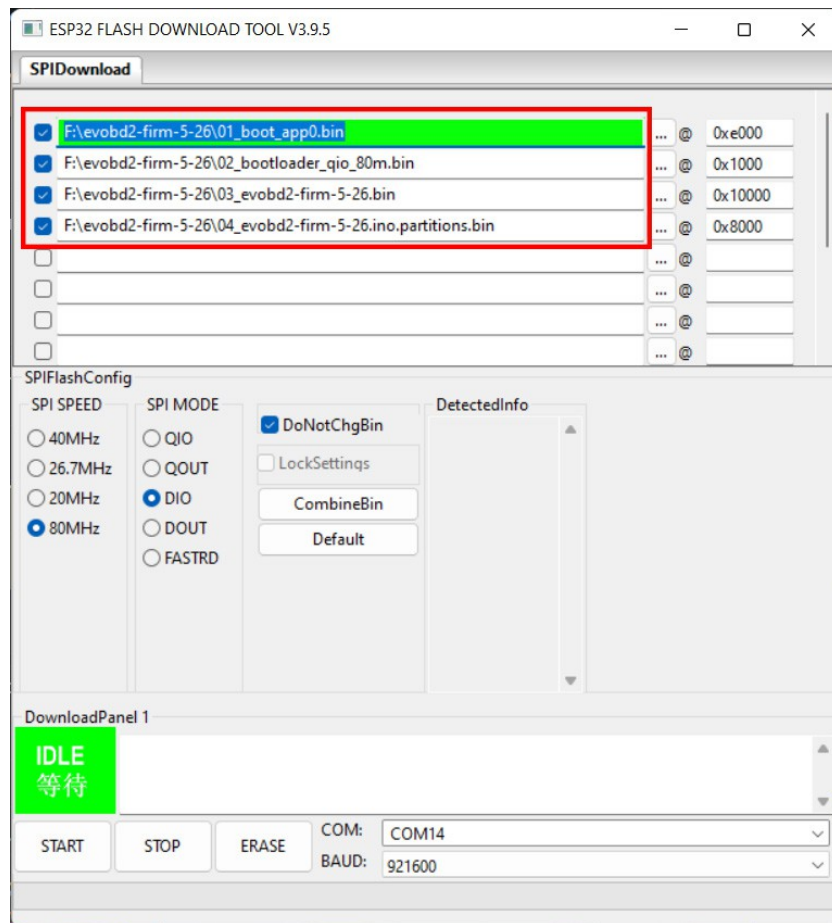 ESP32 FLASH DOWNLOAD TOOL V3.9.5
SPIDownload
F:\evobd2-firm-5-26\01_boot_app0.bin ... @ 0xe000
F:\evobd2-firm-5-26\02_bootloader_qio_80m.bin ... @ 0x1000
F:\evobd2-firm-5-26\03_evobd2-firm-5-26.bin ... @ 0x10000
F:\evobd2-firm-5-26\04_evobd2-firm-5-26.ino.partitions.bin ... @ 0x8000
... @
... @
... @
... @
SPIFlashConfig
SPI SPEED
40MHz
26.7MHz
20MHz
80MHz
SPI MODE
QIO
QOUT
DIO
DOUT
FASTRD
DoNotChgBin
LockSettings
CombineBin
Default
DetectedInfo
DownloadPanel 1
IDLE
等待
START STOP ERASE
COM: COM14
BAUD: 921600